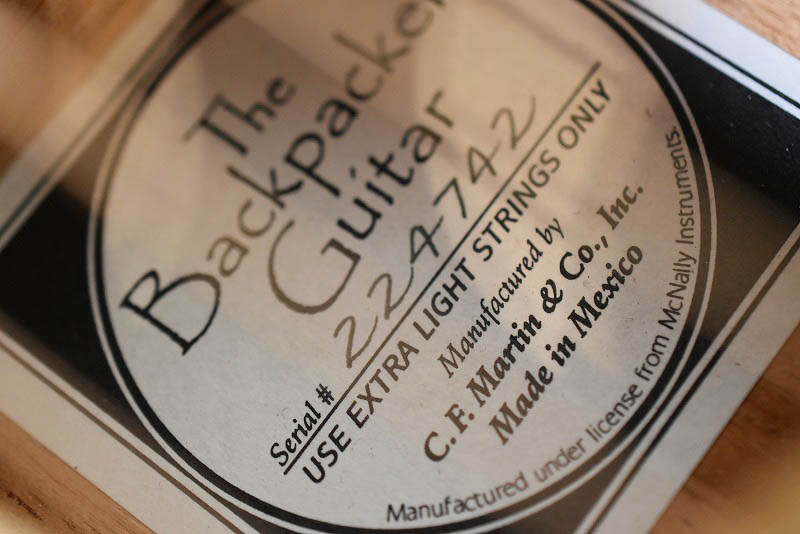 The
Backpacker
Guitar
Serial # 224742
USE EXTRA LIGHT STRINGS ONLY
Manufactured by
C. F. Martin & Co., Inc.
Made in Mexico
Manufactured under license from McNally Instruments.